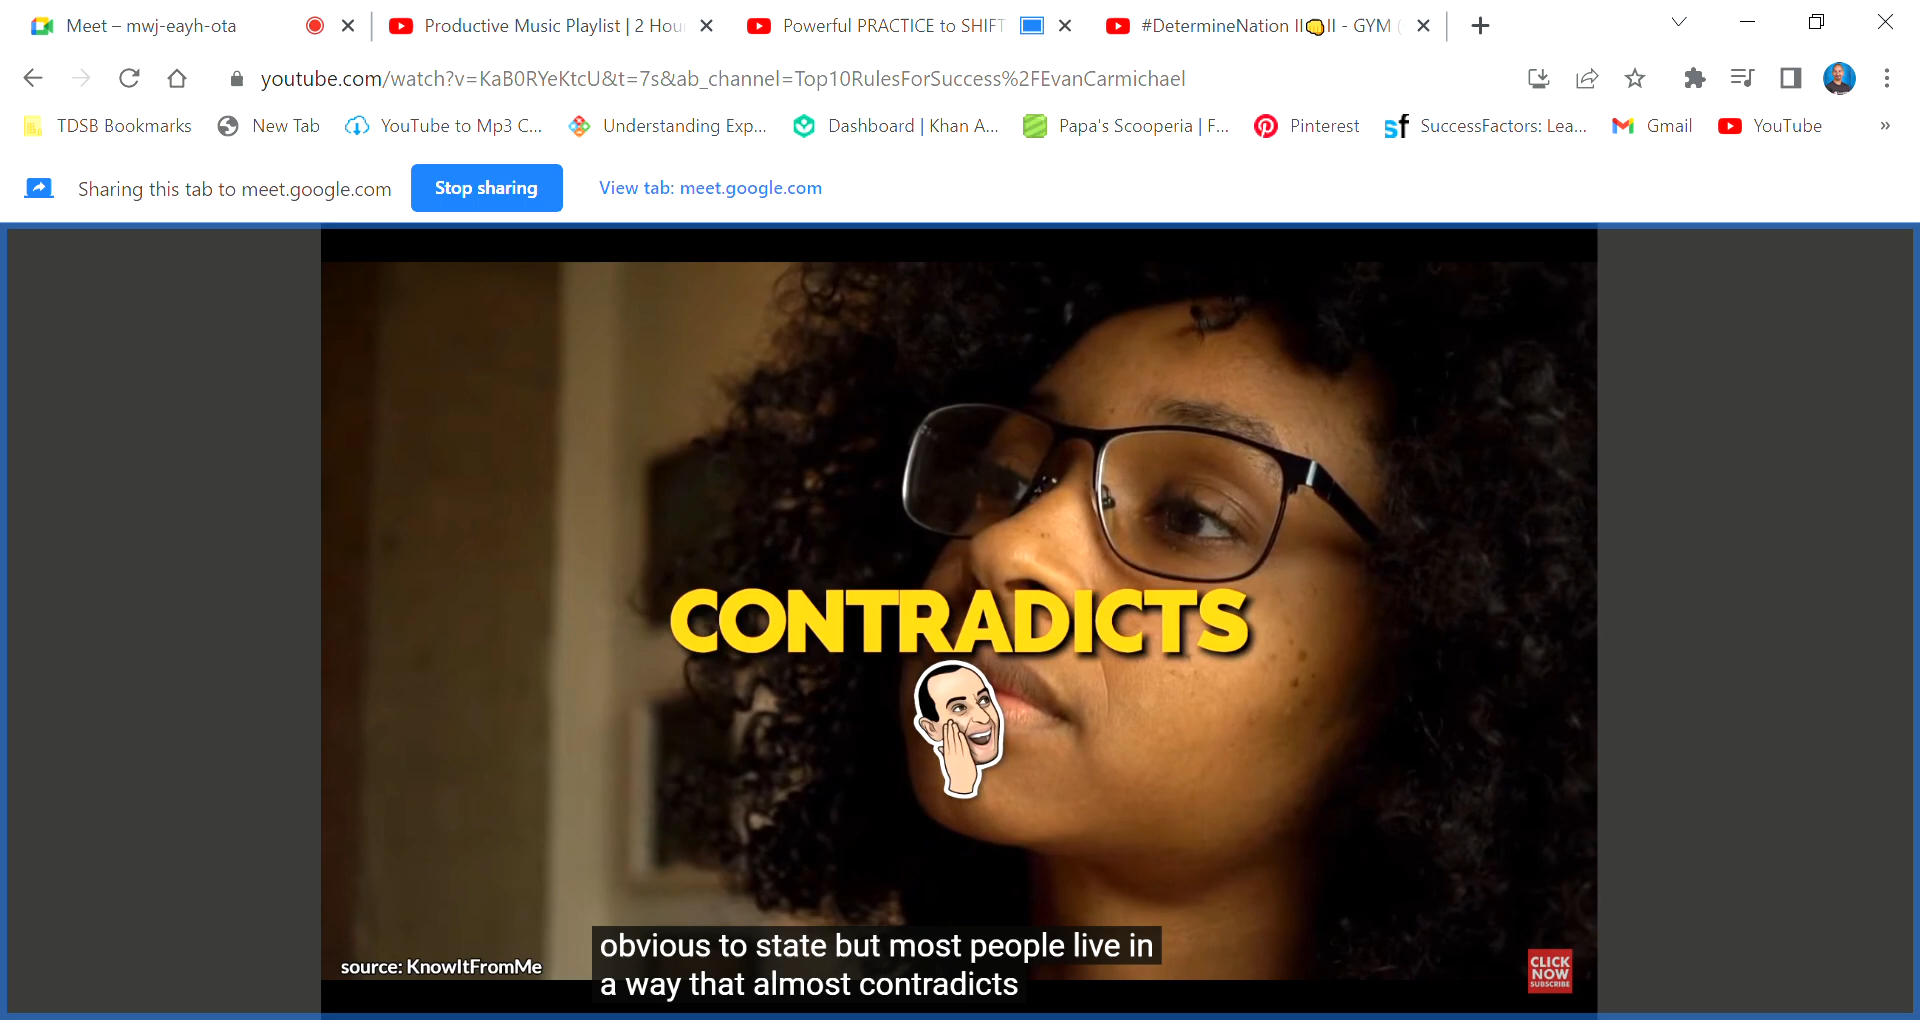 Meet – mwj-eayh-ota
Productive Music Playlist | 2 Hou
Powerful PRACTICE to SHIFT
#DetermineNation II👊II - GYM (
youtube.com/watch?v=KaB0RYeKtcU&t=7s&ab_channel=Top10RulesForSuccess%2FEvanCarmichael
TDSB Bookmarks
New Tab
YouTube to Mp3 C...
Understanding Exp...
Dashboard | Khan A...
Papa's Scooperia | F...
Pinterest
SuccessFactors: Lea...
Gmail
YouTube
»
Sharing this tab to meet.google.com
Stop sharing
View tab: meet.google.com
CONTRADICTS
obvious to state but most people live in
a way that almost contradicts
source: KnowItFromMe
CLICK
NOW
SUBSCRIBE